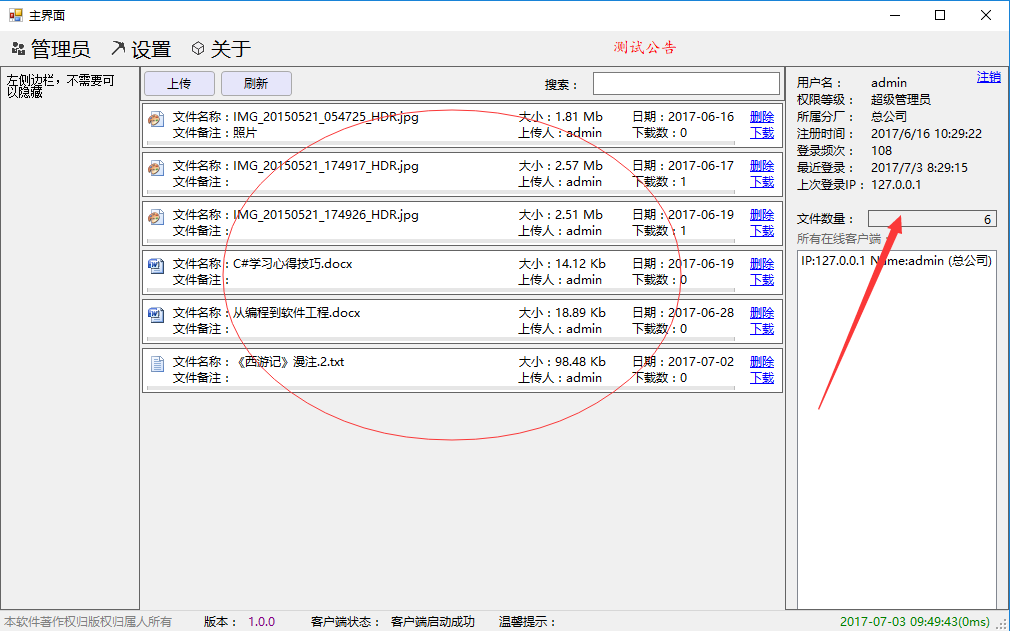 主界面
管理员 设置 关于 测试公告
左侧边栏，不需要可
以隐藏
上传 刷新 搜索：
文件名称：IMG_20150521_054725_HDR.jpg 大小：1.81 Mb 日期：2017-06-16 删除
文件备注：照片 上传人：admin 下载数：0 下载
文件名称：IMG_20150521_174917_HDR.jpg 大小：2.57 Mb 日期：2017-06-17 删除
文件备注： 上传人：admin 下载数：1 下载
文件名称：IMG_20150521_174926_HDR.jpg 大小：2.51 Mb 日期：2017-06-19 删除
文件备注： 上传人：admin 下载数：1 下载
文件名称：C#学习心得技巧.docx 大小：14.12 Kb 日期：2017-06-19 删除
文件备注： 上传人：admin 下载数：0 下载
文件名称：从编程到软件工程.docx 大小：18.89 Kb 日期：2017-06-28 删除
文件备注： 上传人：admin 下载数：0 下载
文件名称：《西游记》漫注.2.txt 大小：98.48 Kb 日期：2017-07-02 删除
文件备注： 上传人：admin 下载数：0 下载
注销
用户名： admin
权限等级： 超级管理员
所属分厂： 总公司
注册时间： 2017/6/16 10:29:22
登录频次： 108
最近登录： 2017/7/3 8:29:15
上次登录IP： 127.0.0.1
文件数量： 6
所有在线客户端
IP:127.0.0.1 Name:admin (总公司)
本软件著作权归版权归属人所有 版本： 1.0.0 客户端状态： 客户端启动成功 温馨提示： 2017-07-03 09:49:43(0ms)